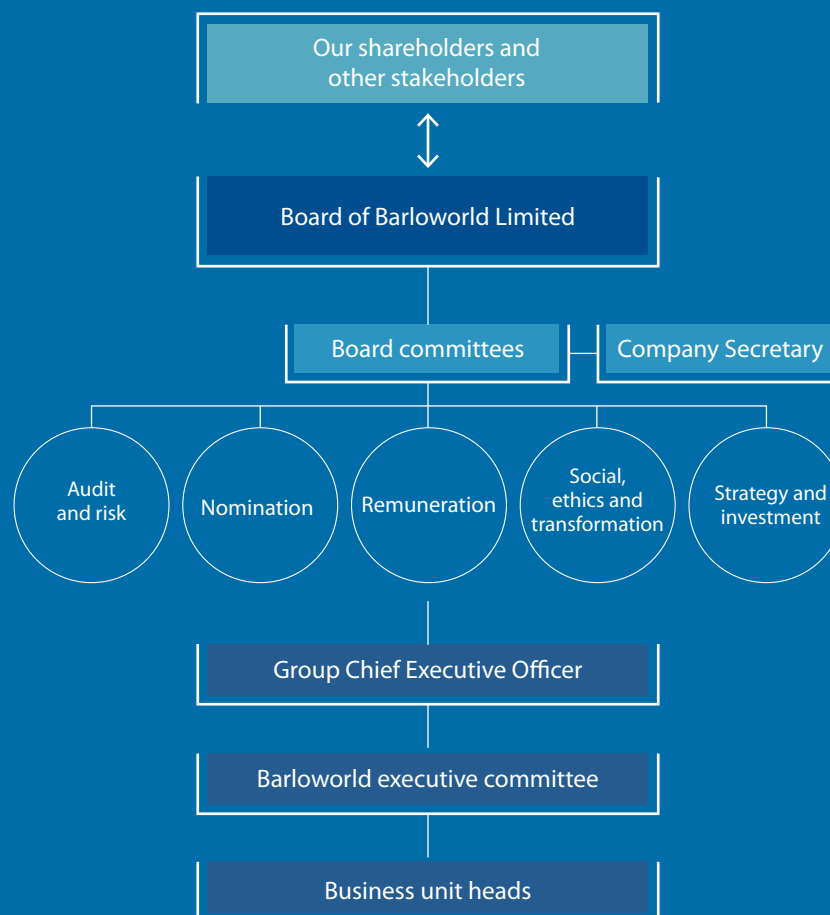 Our shareholders and
other stakeholders
Board of Barloworld Limited
Board committees
Company Secretary
Audit
and risk
Nomination
Remuneration
Social,
ethics and
transformation
Strategy and
investment
Group Chief Executive Officer
Barloworld executive committee
Business unit heads